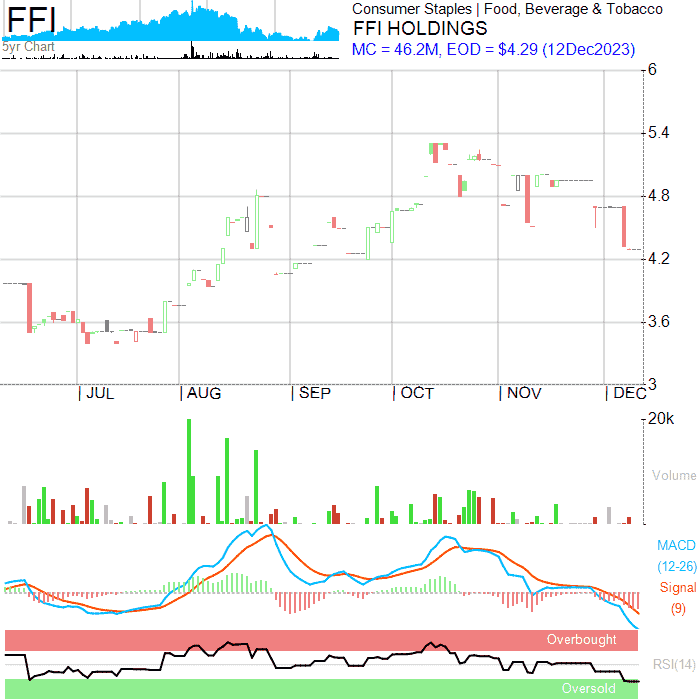 FFI
5yr Chart
Consumer Staples | Food, Beverage & Tobacco
FFI HOLDINGS
MC = 46.2M, EOD = $4.29 (12Dec2023)
6
5.4
4.8
4.2
3.6
3
JUL AUG SEP OCT NOV DEC
20k
Volume
MACD
(12-26)
Signal
(9)
Overbought
RSI(14)
Oversold